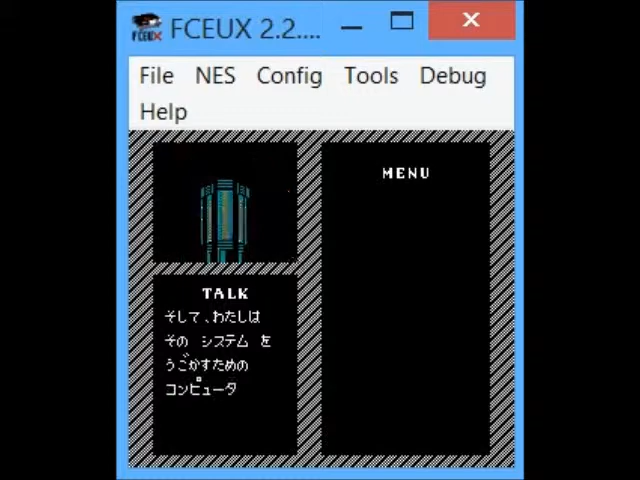 FCEUX
FCEUX 2.2....
File NES Config Tools Debug
Help
MENU
TALK
そして、わたしは
その システム を
うごかすための
コンピュータ